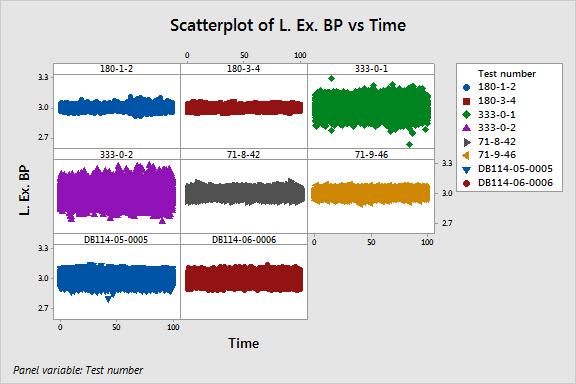 Scatterplot of L. Ex. BP vs Time
0 50 100
180-1-2 180-3-4 333-0-1
3.3
3.0
2.7
333-0-2 71-8-42 71-9-46
3.3
3.0
2.7
0 50 100
DB114-05-0005 DB114-06-0006
3.3
3.0
2.7
0 50 100
L. Ex. BP
Time
Test number
180-1-2
180-3-4
333-0-1
333-0-2
71-8-42
71-9-46
DB114-05-0005
DB114-06-0006
Panel variable: Test number